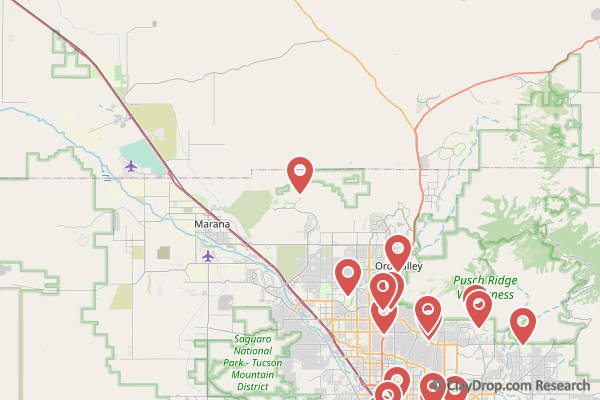 Marana
Oro Valley
Pusch Ridge
Wilderness
Saguaro
National
Park - Tucson
Mountain
District
© ClayDrop.com Research